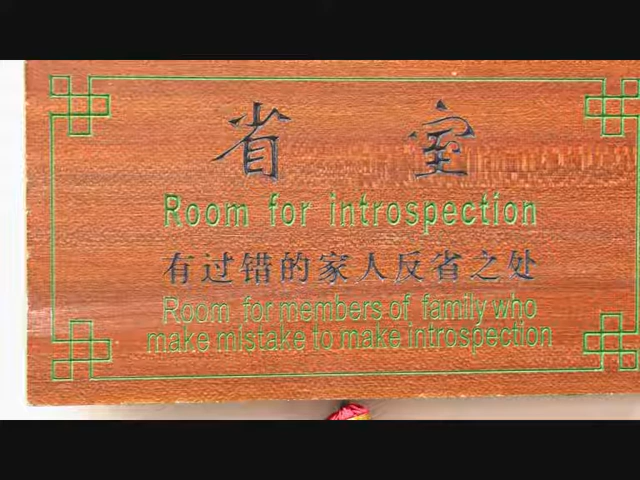 省室
Room for introspection
有过错的家人反省之处
Room for members of family who
make mistake to make introspection